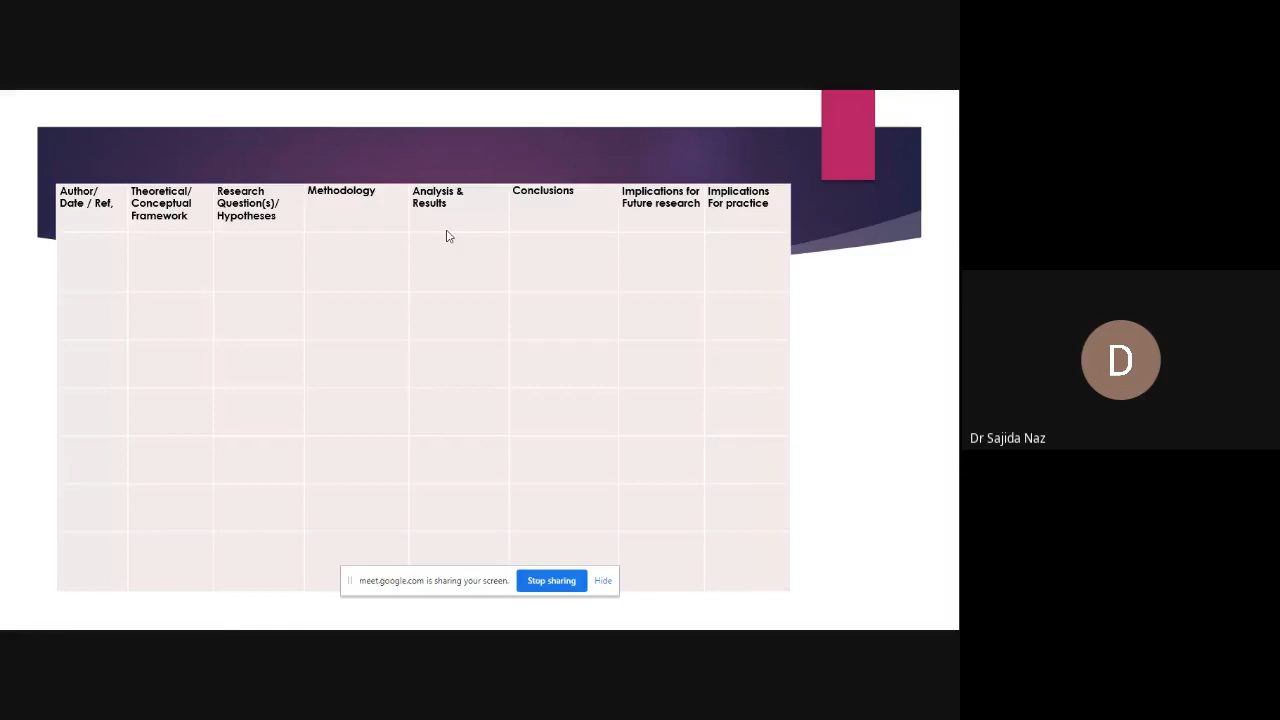 Author/
Date / Ref,
Theoretical/
Conceptual
Framework
Research
Question(s)/
Hypotheses
Methodology
Analysis &
Results
Conclusions
Implications for
Future research
Implications
For practice
D
Dr Sajida Naz
meet.google.com is sharing your screen.
Stop sharing
Hide